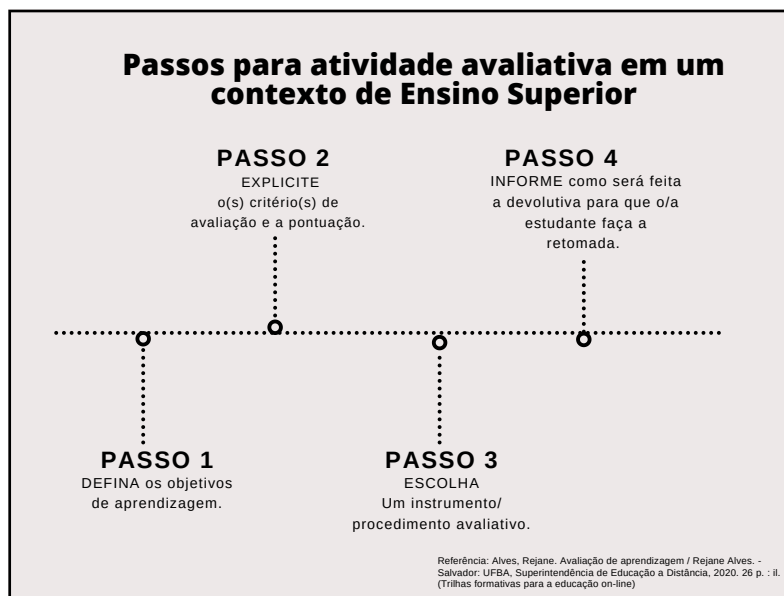 Passos para atividade avaliativa em um
contexto de Ensino Superior
PASSO 1
DEFINA os objetivos
de aprendizagem.
PASSO 2
EXPLICITE
o(s) critério(s) de
avaliação e a pontuação.
PASSO 3
ESCOLHA
Um instrumento/
procedimento avaliativo.
PASSO 4
INFORME como será feita
a devolutiva para que o/a
estudante faça a
retomada.
Referência: Alves, Rejane. Avaliação de aprendizagem / Rejane Alves. -
Salvador: UFBA, Superintendência de Educação a Distância, 2020. 26 p. : il.
(Trilhas formativas para a educação on-line)